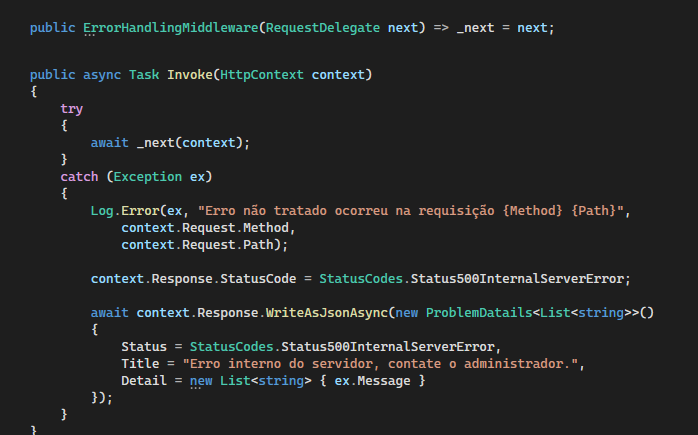 public ErrorHandlingMiddleware(RequestDelegate next) => _next = next;
public async Task Invoke(HttpContext context)
{
try
{
await _next(context);
}
catch (Exception ex)
{
Log.Error(ex, "Erro não tratado ocorreu na requisição {Method} {Path}",
context.Request.Method,
context.Request.Path);
context.Response.StatusCode = StatusCodes.Status500InternalServerError;
await context.Response.WriteAsJsonAsync(new ProblemDatails<List<string>>()
{
Status = StatusCodes.Status500InternalServerError,
Title = "Erro interno do servidor, contate o administrador.",
Detail = new List<string> { ex.Message }
});
}
}